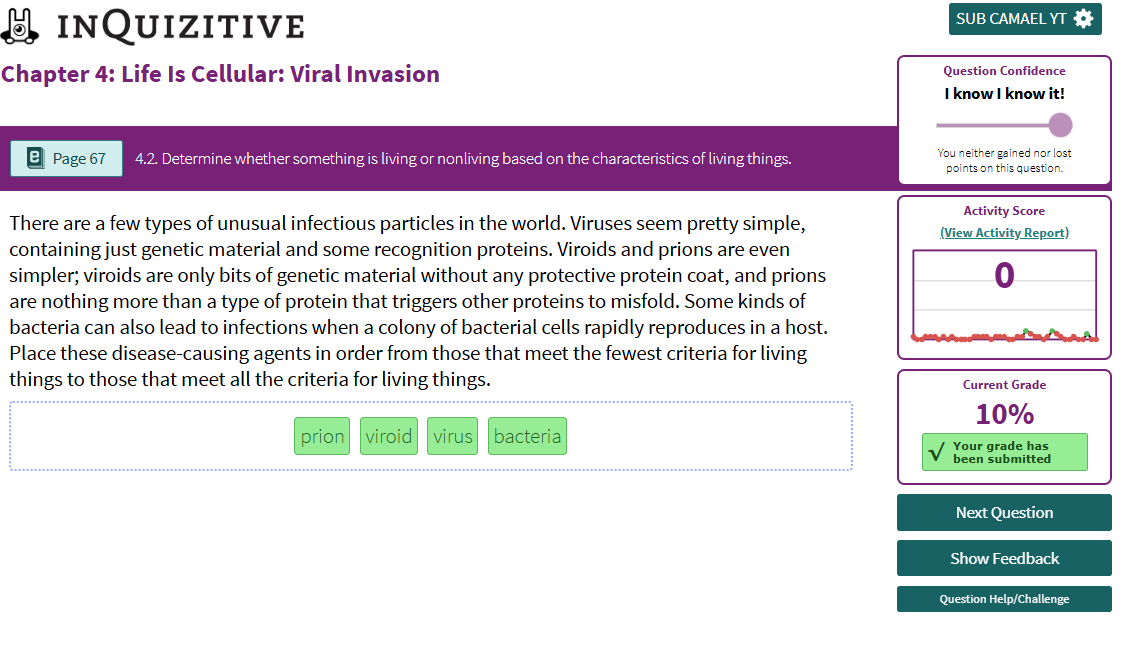 INQUIZITIVE
SUB CAMAEL YT
Chapter 4: Life Is Cellular: Viral Invasion
Question Confidence
I know I know it!
You neither gained nor lost
points on this question.
Page 67
4.2. Determine whether something is living or nonliving based on the characteristics of living things.
There are a few types of unusual infectious particles in the world. Viruses seem pretty simple,
containing just genetic material and some recognition proteins. Viroids and prions are even
simpler; viroids are only bits of genetic material without any protective protein coat, and prions
are nothing more than a type of protein that triggers other proteins to misfold. Some kinds of
bacteria can also lead to infections when a colony of bacterial cells rapidly reproduces in a host.
Place these disease-causing agents in order from those that meet the fewest criteria for living
things to those that meet all the criteria for living things.
prion viroid virus bacteria
Activity Score
(View Activity Report)
0
Current Grade
10%
√ Your grade has
been submitted
Next Question
Show Feedback
Question Help/Challenge